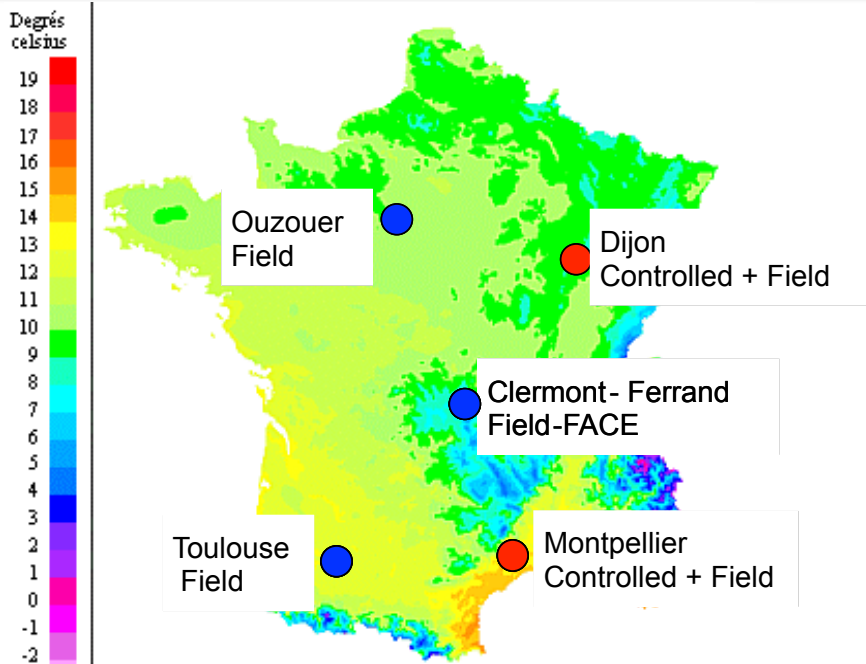 Degrés
celsius
19
18
17
16
15
14
13
12
11
10
9
8
7
6
5
4
3
2
1
0
-1
-2
Ouzouer
Field
Dijon
Controlled + Field
Clermont- Ferrand
Field-FACE
Toulouse
Field
Montpellier
Controlled + Field